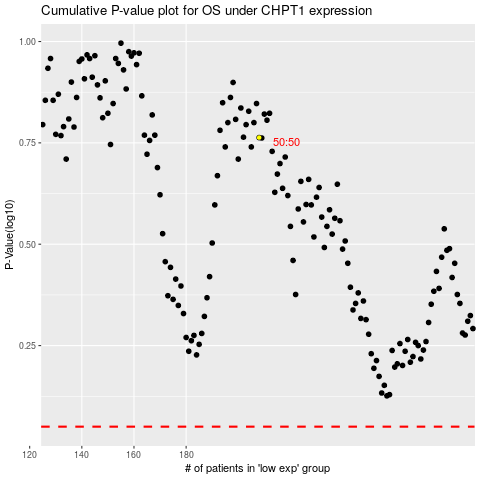 Cumulative P-value plot for OS under CHPT1 expression
P-Value(log10)
1.00
0.75
0.50
0.25
50:50
120 140 160 180
# of patients in 'low exp' group